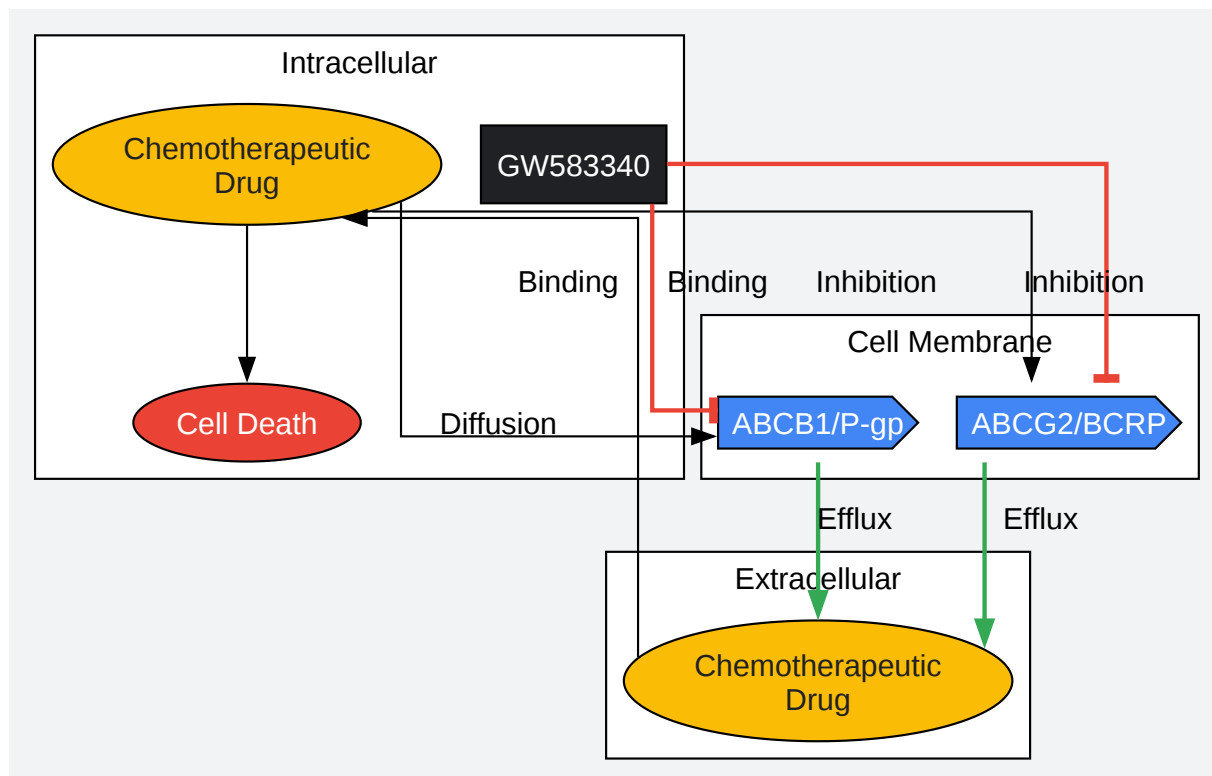 Intracellular
Chemotherapeutic
Drug
GW583340
Binding
Binding
Inhibition
Inhibition
Cell Membrane
Cell Death
Diffusion
ABCB1/P-gp
ABCG2/BCRP
Efflux
Efflux
Extracellular
Chemotherapeutic
Drug